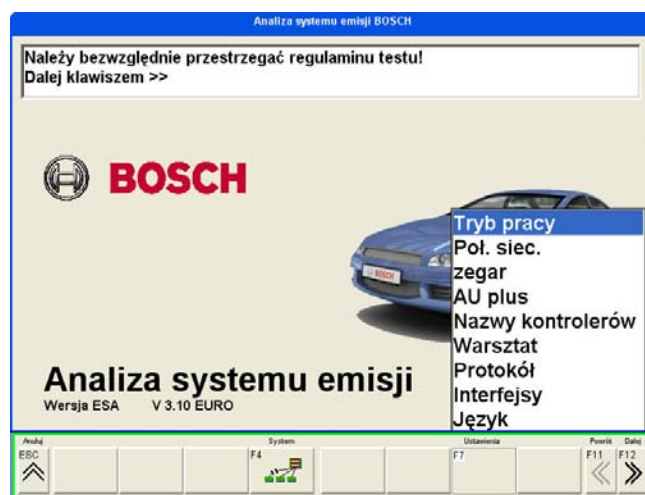 Analiza systemu emisji BOSCH
Należy bezwzględnie przestrzegać regulaminu testu!
Dalej klawiszem >>
BOSCH
BOSCH
Tryb pracy
Poł. siec.
zegar
AU plus
Nazwy kontrolerów
Warsztat
Protokół
Interfejsy
Język
Analiza systemu emisji
Wersja ESA V 3.10 EURO
Anuluj System Ustawienia Powrót Dalej
ESC F4 F7 F11 F12